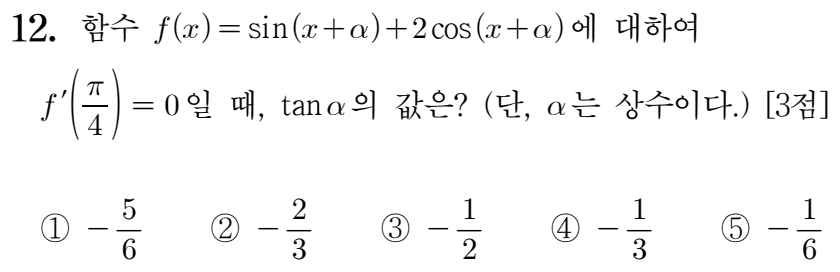 12. 함수 f(x)=sin(x+α)+2cos(x+α)에 대하여
f′(π/4)=0일 때, tanα의 값은? (단, α는 상수이다.) [3점]
① −5/6 ② −2/3 ③ −1/2 ④ −1/3 ⑤ −1/6